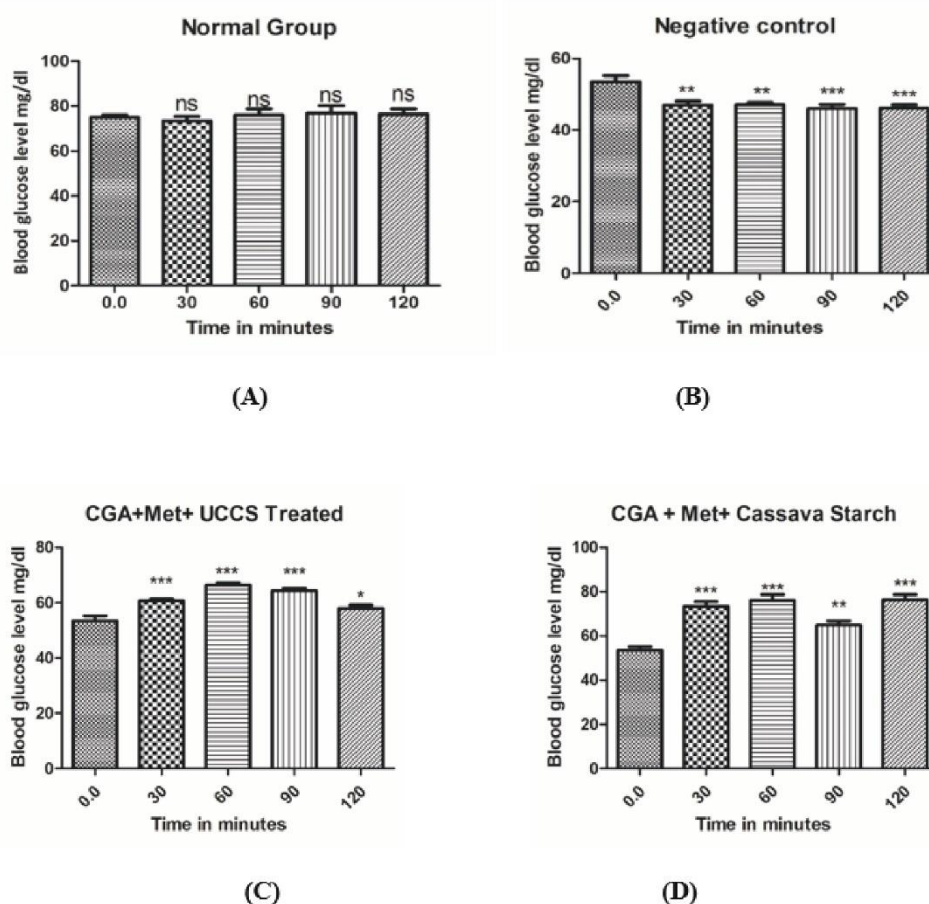 Normal Group
Blood glucose level mg/dl
100
80
60
40
20
0
ns
ns
ns
ns
0.0
30
60
90
120
Time in minutes
(A)
Negative control
Blood glucose level mg/dl
60
40
20
0
**
**
***
***
0.0
30
60
90
120
Time in minutes
(B)
CGA+Met+ UCCS Treated
Blood glucose level mg/dl
80
60
40
20
0
***
***
***
*
0.0
30
60
90
120
Time in minutes
(C)
CGA + Met+ Cassava Starch
Blood glucose level mg/dl
100
80
60
40
20
0
***
***
**
***
0.0
30
60
90
120
Time in minutes
(D)